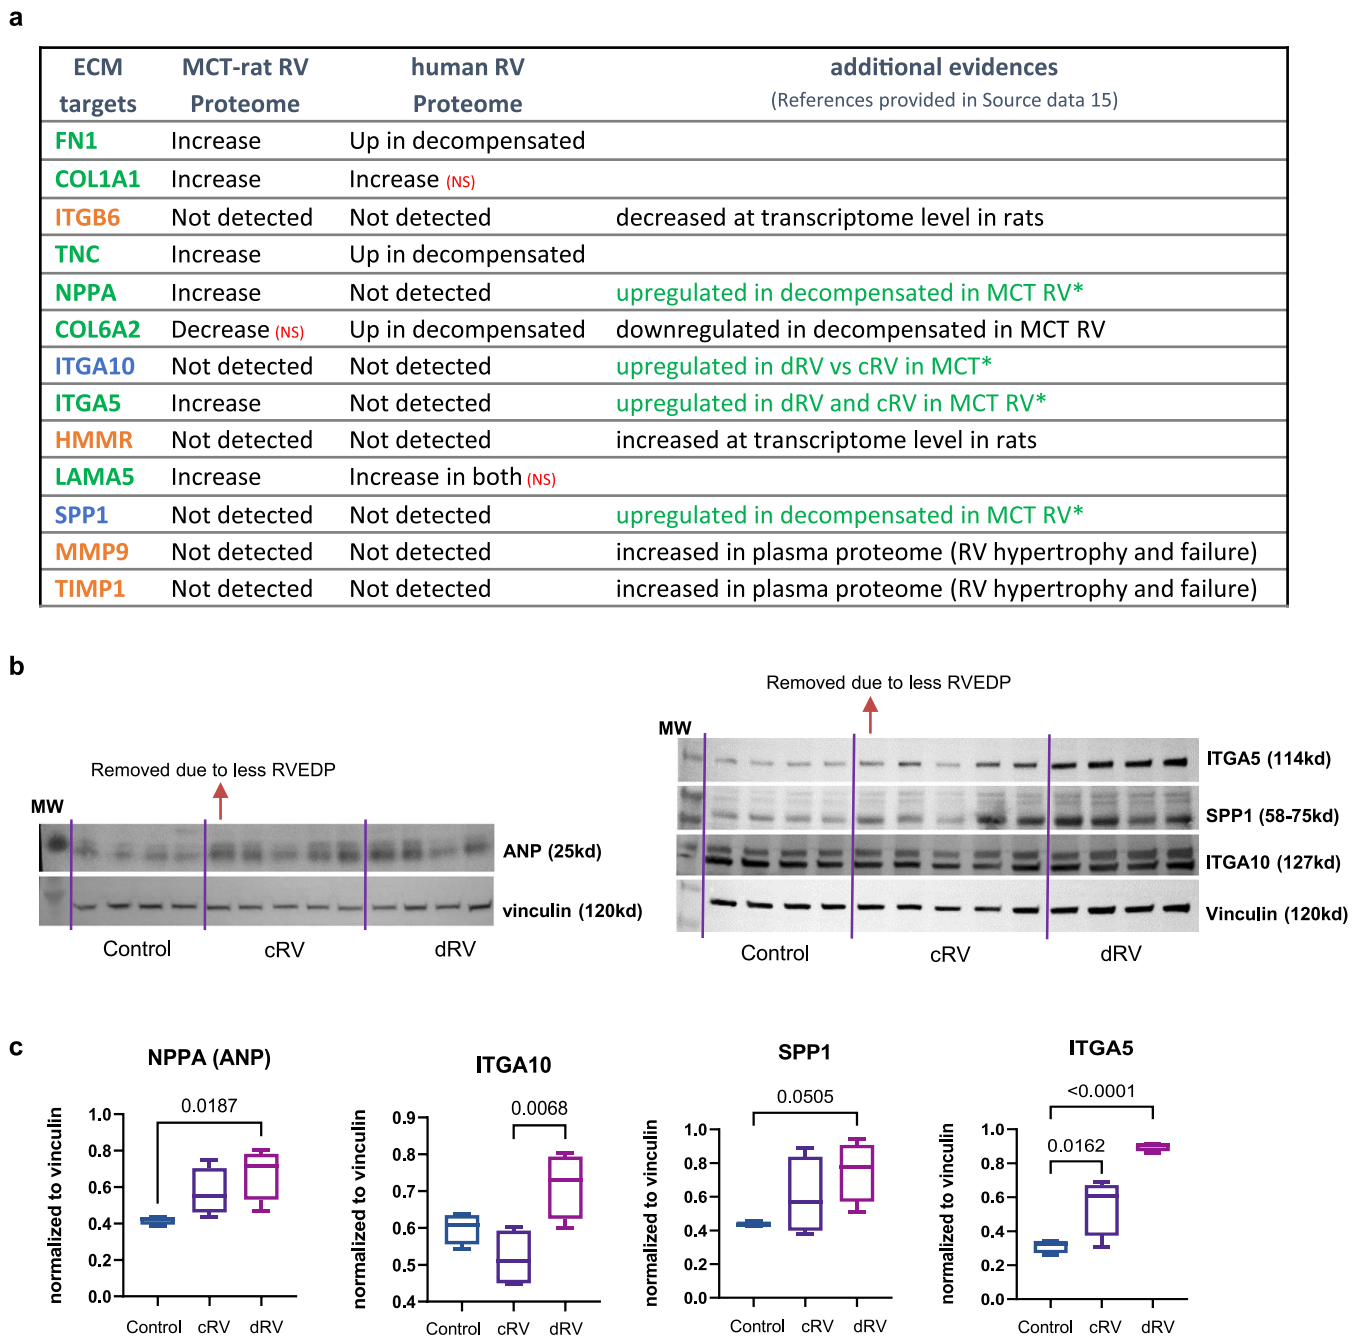 a
ECM targets MCT-rat RV Proteome human RV Proteome additional evidences (References provided in Source data 15)
FN1 Increase Up in decompensated
COL1A1 Increase Increase (NS)
ITGB6 Not detected Not detected decreased at transcriptome level in rats
TNC Increase Up in decompensated
NPPA Increase Not detected upregulated in decompensated in MCT RV*
COL6A2 Decrease (NS) Up in decompensated downregulated in decompensated in MCT RV
ITGA10 Not detected Not detected upregulated in dRV vs cRV in MCT*
ITGA5 Increase Not detected upregulated in dRV and cRV in MCT RV*
HMMR Not detected Not detected increased at transcriptome level in rats
LAMA5 Increase Increase in both (NS)
SPP1 Not detected Not detected upregulated in decompensated in MCT RV*
MMP9 Not detected Not detected increased in plasma proteome (RV hypertrophy and failure)
TIMP1 Not detected Not detected increased in plasma proteome (RV hypertrophy and failure)
b
Removed due to less RVEDP
MW
ANP (25kd)
vinculin (120kd)
Control cRV dRV
Removed due to less RVEDP
MW
ITGA5 (114kd)
SPP1 (58-75kd)
ITGA10 (127kd)
Vinculin (120kd)
Control cRV dRV
c
NPPA (ANP)
normalized to vinculin
0.0187
1.0
0.8
0.6
0.4
0.2
0.0
Control cRV dRV
ITGA10
normalized to vinculin
0.0068
0.9
0.8
0.7
0.6
0.5
0.4
Control cRV dRV
SPP1
normalized to vinculin
0.0505
1.0
0.8
0.6
0.4
0.2
0.0
Control cRV dRV
ITGA5
normalized to vinculin
<0.0001
0.0162
1.0
0.8
0.6
0.4
0.2
0.0
Control cRV dRV